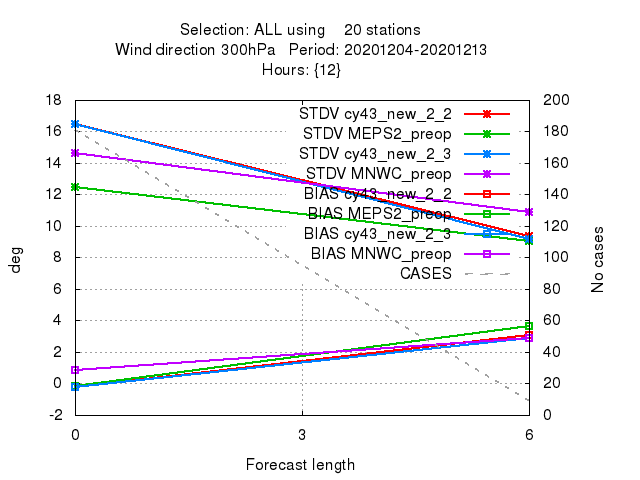 Selection: ALL using    20 stations
Wind direction 300hPa   Period: 20201204-20201213
Hours: {12}
18 200
STDV cy43_new_2_2
16 180
STDV MEPS2_preop
STDV cy43_new_2_3
14 160
STDV MNWC_preop
12 140
BIAS cy43_new_2_2
BIAS MEPS2_preop
10 120
BIAS cy43_new_2_3
8 100
BIAS MNWC_preop
CASES
6 80
4 60
2 40
0 20
-2 0
deg
No cases
0 3 6
Forecast length